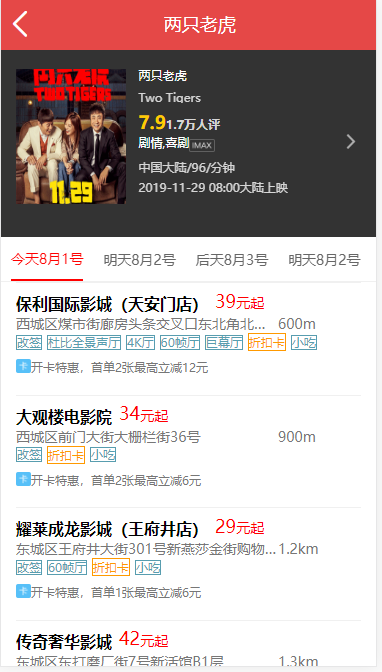 两只老虎
TWO TIGERS
11.29
两只老虎
Two Tigers
7.9 1.7万人评
剧情,喜剧 IMAX
中国大陆/96/分钟
2019-11-29 08:00大陆上映
今天8月1号 明天8月2号 后天8月3号 明天8月2号
保利国际影城（天安门店） 39元起
西城区煤市街廊房头条交叉口东北角北... 600m
改签 杜比全景声厅 4K厅 60帧厅 巨幕厅 折扣卡 小吃
卡 开卡特惠，首单2张最高立减12元
大观楼电影院 34元起
西城区前门大街大栅栏街36号 900m
改签 折扣卡 小吃
卡 开卡特惠，首单2张最高立减6元
耀莱成龙影城（王府井店） 29元起
东城区王府井大街301号新燕莎金街购物... 1.2km
改签 60帧厅 折扣卡 小吃
卡 开卡特惠，首单1张最高立减6元
传奇奢华影城 42元起
东城区东打磨厂街7号新活馆B1层 1.3km